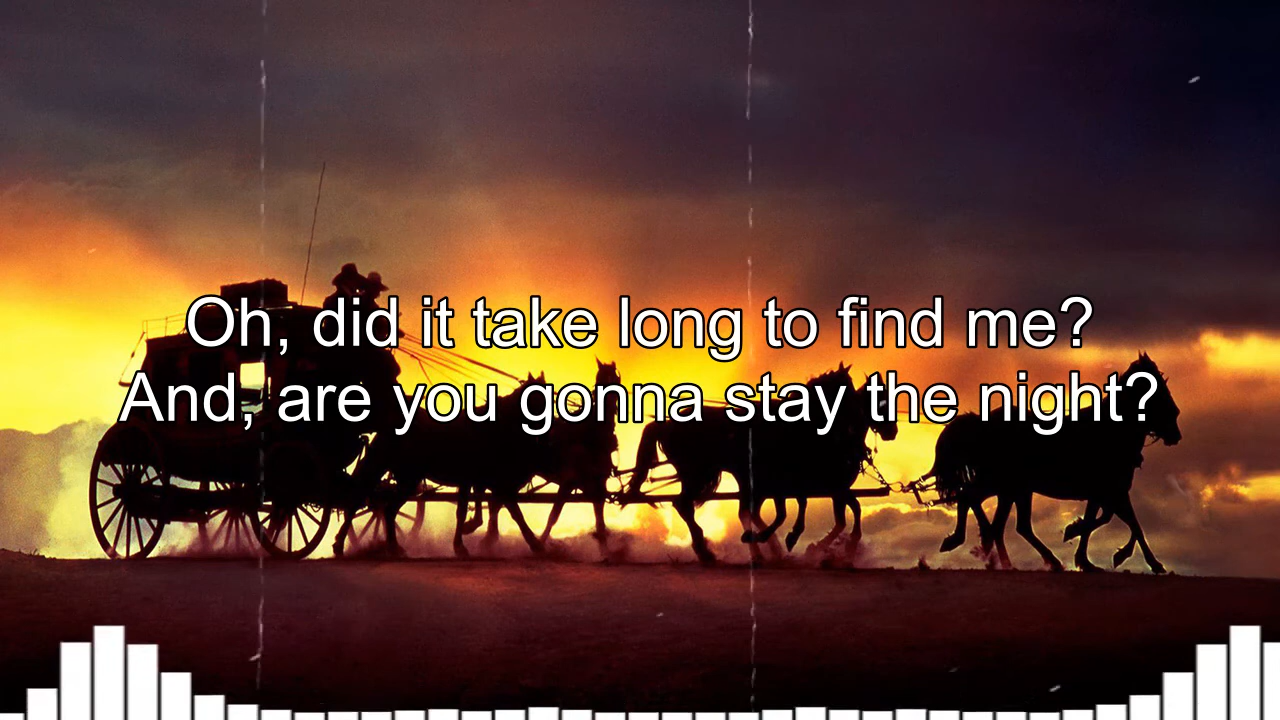 Oh, did it take long to find me?
And, are you gonna stay the night?